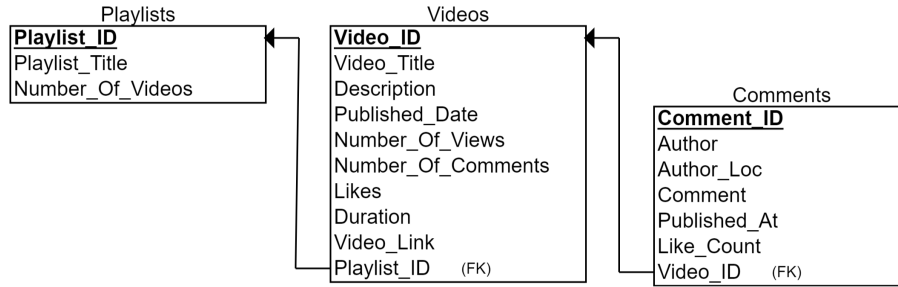 Playlists
Playlist_ID
Playlist_Title
Number_Of_Videos
Videos
Video_ID
Video_Title
Description
Published_Date
Number_Of_Views
Number_Of_Comments
Likes
Duration
Video_Link
Playlist_ID (FK)
Comments
Comment_ID
Author
Author_Loc
Comment
Published_At
Like_Count
Video_ID (FK)